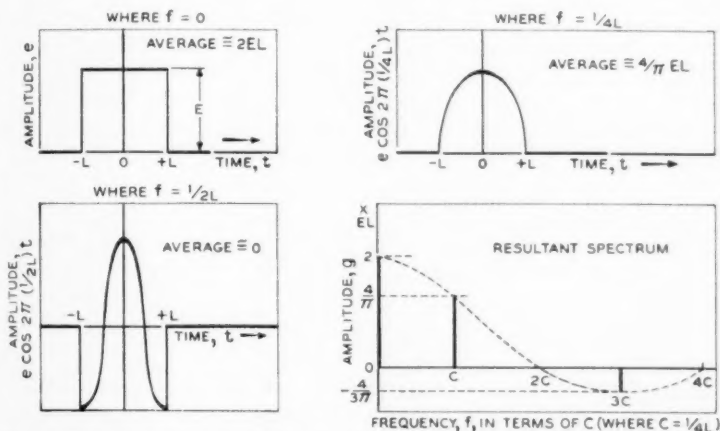 WHERE f = 0
AVERAGE ≅ 2EL
AMPLITUDE, e
E
-L 0 +L TIME, t
WHERE f = 1/4L
AVERAGE ≅ 4/π EL
AMPLITUDE,
e cos 2π (1/4L) t
-L 0 +L TIME, t
WHERE f = 1/2L
AVERAGE ≅ 0
AMPLITUDE,
e cos 2π (1/2L) t
-L +L
TIME, t
X
EL
RESULTANT SPECTRUM
AMPLITUDE, g
2
4/π
0
-4/3π
C 2C 3C 4C
FREQUENCY, f, IN TERMS OF C (WHERE C = 1/4L)